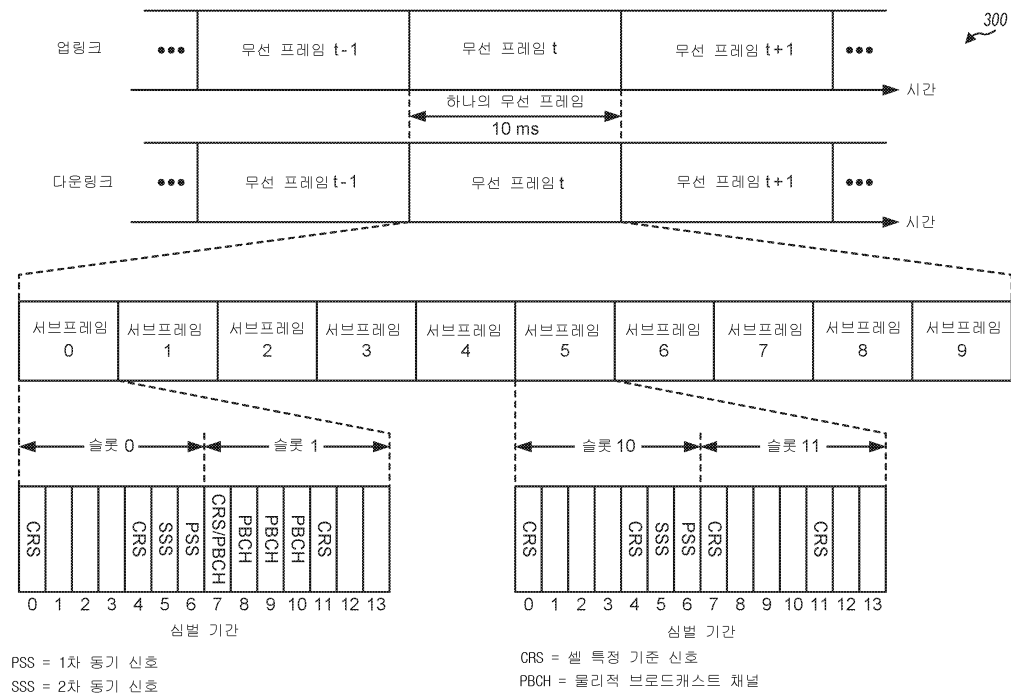 300
업링크 ••• 무선 프레임 t-1 무선 프레임 t 무선 프레임 t+1 •••
시간
하나의 무선 프레임
10 ms
다운링크 ••• 무선 프레임 t-1 무선 프레임 t 무선 프레임 t+1 •••
시간
서브프레임 서브프레임 서브프레임 서브프레임 서브프레임 서브프레임 서브프레임 서브프레임 서브프레임 서브프레임
0 1 2 3 4 5 6 7 8 9
슬롯 0 슬롯 1 슬롯 10 슬롯 11
CRS CRS SSS PSS CRS/PBCH PBCH PBCH PBCH CRS CRS CRS SSS PSS CRS CRS
0 1 2 3 4 5 6 7 8 9 10 11 12 13 0 1 2 3 4 5 6 7 8 9 10 11 12 13
심벌 기간 심벌 기간
PSS = 1차 동기 신호
SSS = 2차 동기 신호
CRS = 셀 특정 기준 신호
PBCH = 물리적 브로드캐스트 채널